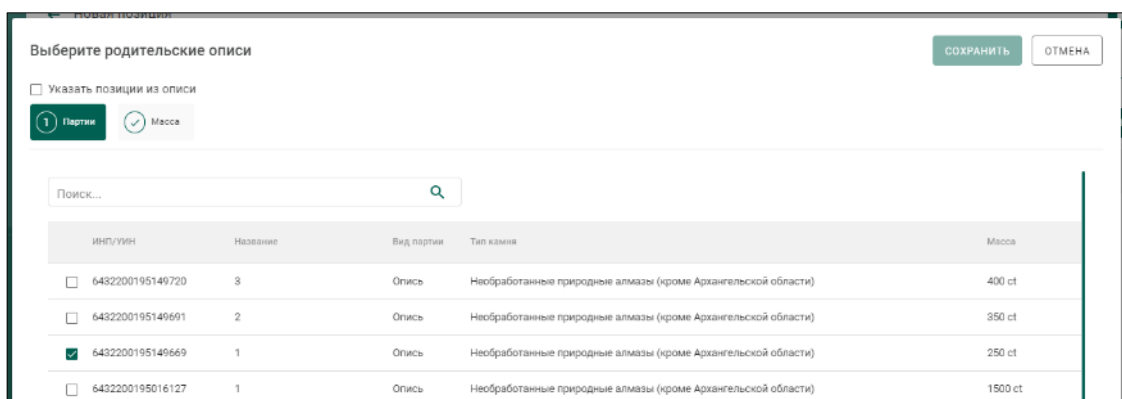 Новая позиция
Выберите родительские описи
СОХРАНИТЬ
ОТМЕНА
Указать позиции из описи
1 Партии
Масса
Поиск...
ИНП/УИН Название Вид партии Тип камня Масса
6432200195149720 3 Опись Необработанные природные алмазы (кроме Архангельской области) 400 ct
6432200195149691 2 Опись Необработанные природные алмазы (кроме Архангельской области) 350 ct
6432200195149669 1 Опись Необработанные природные алмазы (кроме Архангельской области) 250 ct
6432200195016127 1 Опись Необработанные природные алмазы (кроме Архангельской области) 1500 ct